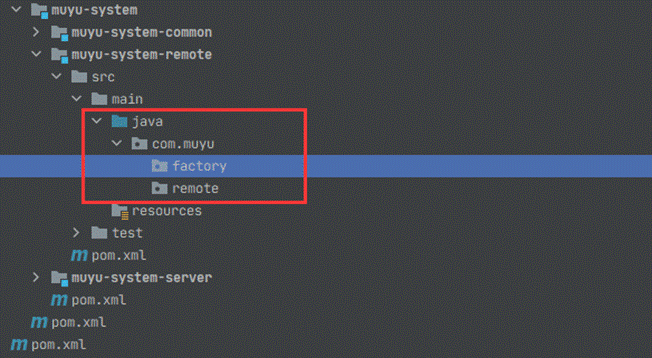 muyu-system
muyu-system-common
muyu-system-remote
src
main
java
com.muyu
factory
remote
resources
test
m pom.xml
muyu-system-server
m pom.xml
m pom.xml
m pom.xml